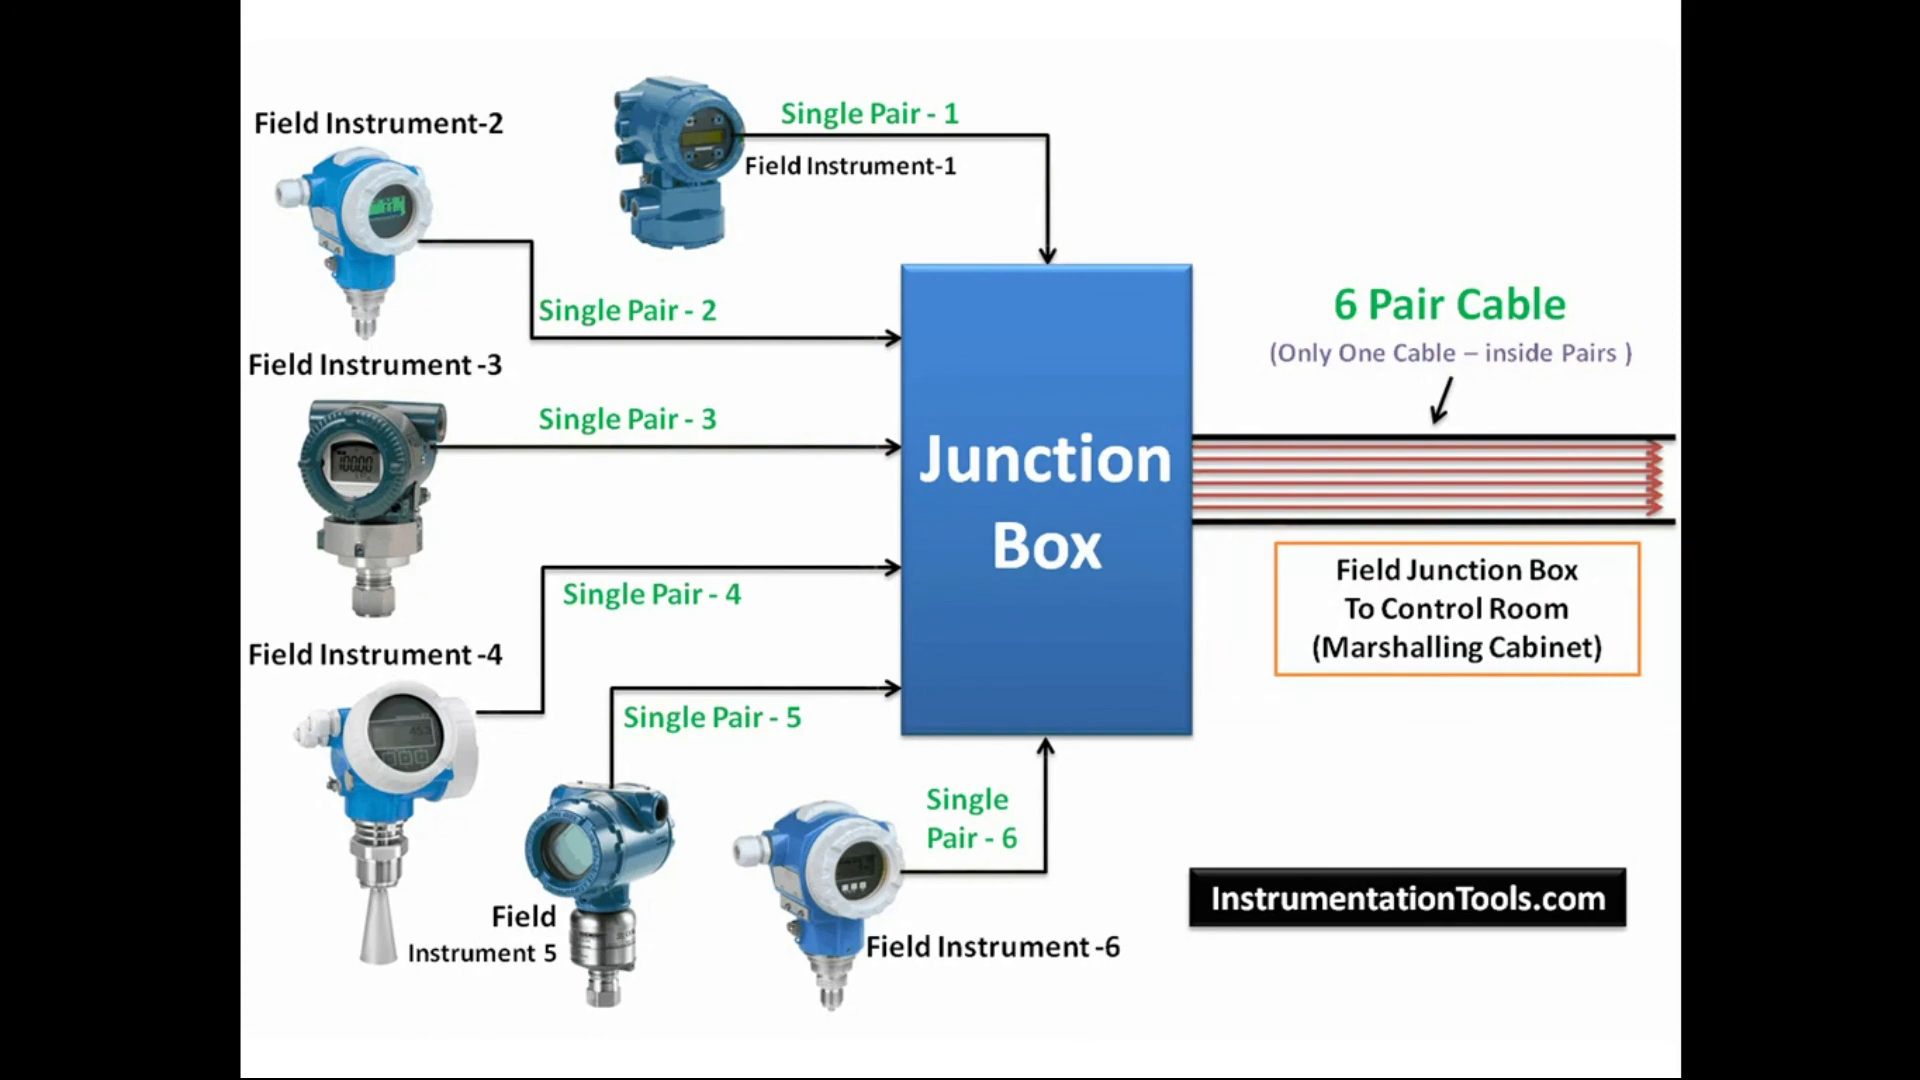 Single Pair - 1
Field Instrument-1
Field Instrument-2
Single Pair - 2
Field Instrument -3
Single Pair - 3
Field Instrument -4
Single Pair - 4
Single Pair - 5
Field
Instrument 5
Single
Pair - 6
Field Instrument -6
Junction
Box
6 Pair Cable
(Only One Cable – inside Pairs )
Field Junction Box
To Control Room
(Marshalling Cabinet)
InstrumentationTools.com